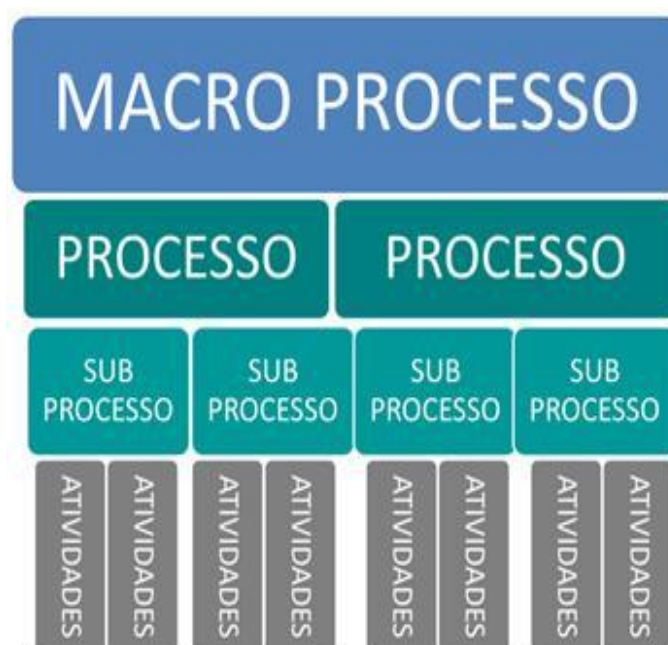 MACRO PROCESSO
PROCESSO
PROCESSO
SUB
PROCESSO
SUB
PROCESSO
SUB
PROCESSO
SUB
PROCESSO
ATIVIDADES
ATIVIDADES
ATIVIDADES
ATIVIDADES
ATIVIDADES
ATIVIDADES
ATIVIDADES
ATIVIDADES